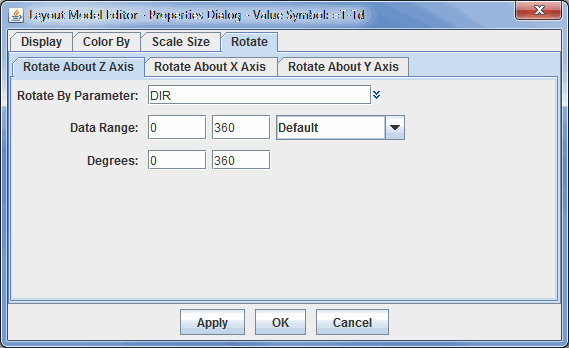 Layout Model Editor - Properties Dialog - Value Symbol: <1-1d
Display Color By Scale Size Rotate
Rotate About Z Axis Rotate About X Axis Rotate About Y Axis
Rotate By Parameter: DIR
Data Range: 0 360 Default
Degrees: 0 360
Apply OK Cancel